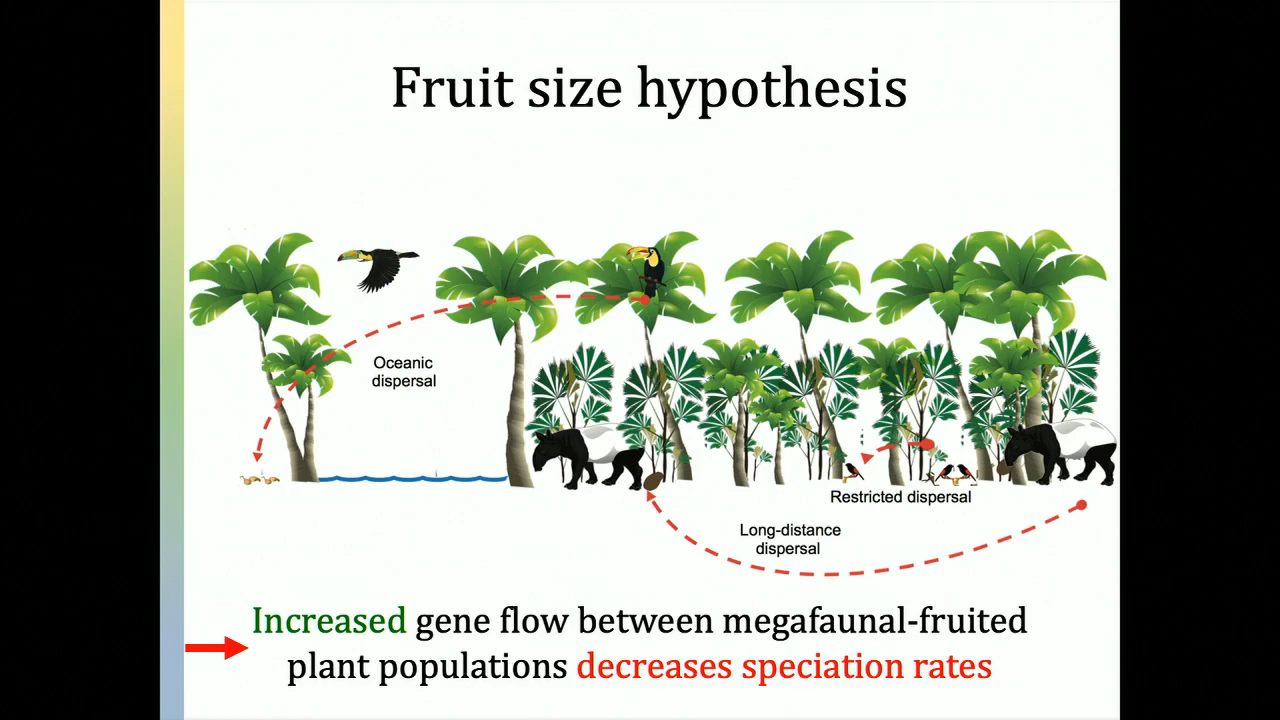 Fruit size hypothesis
Oceanic
dispersal
Restricted dispersal
Long-distance
dispersal
Increased gene flow between megafaunal-fruited
plant populations decreases speciation rates